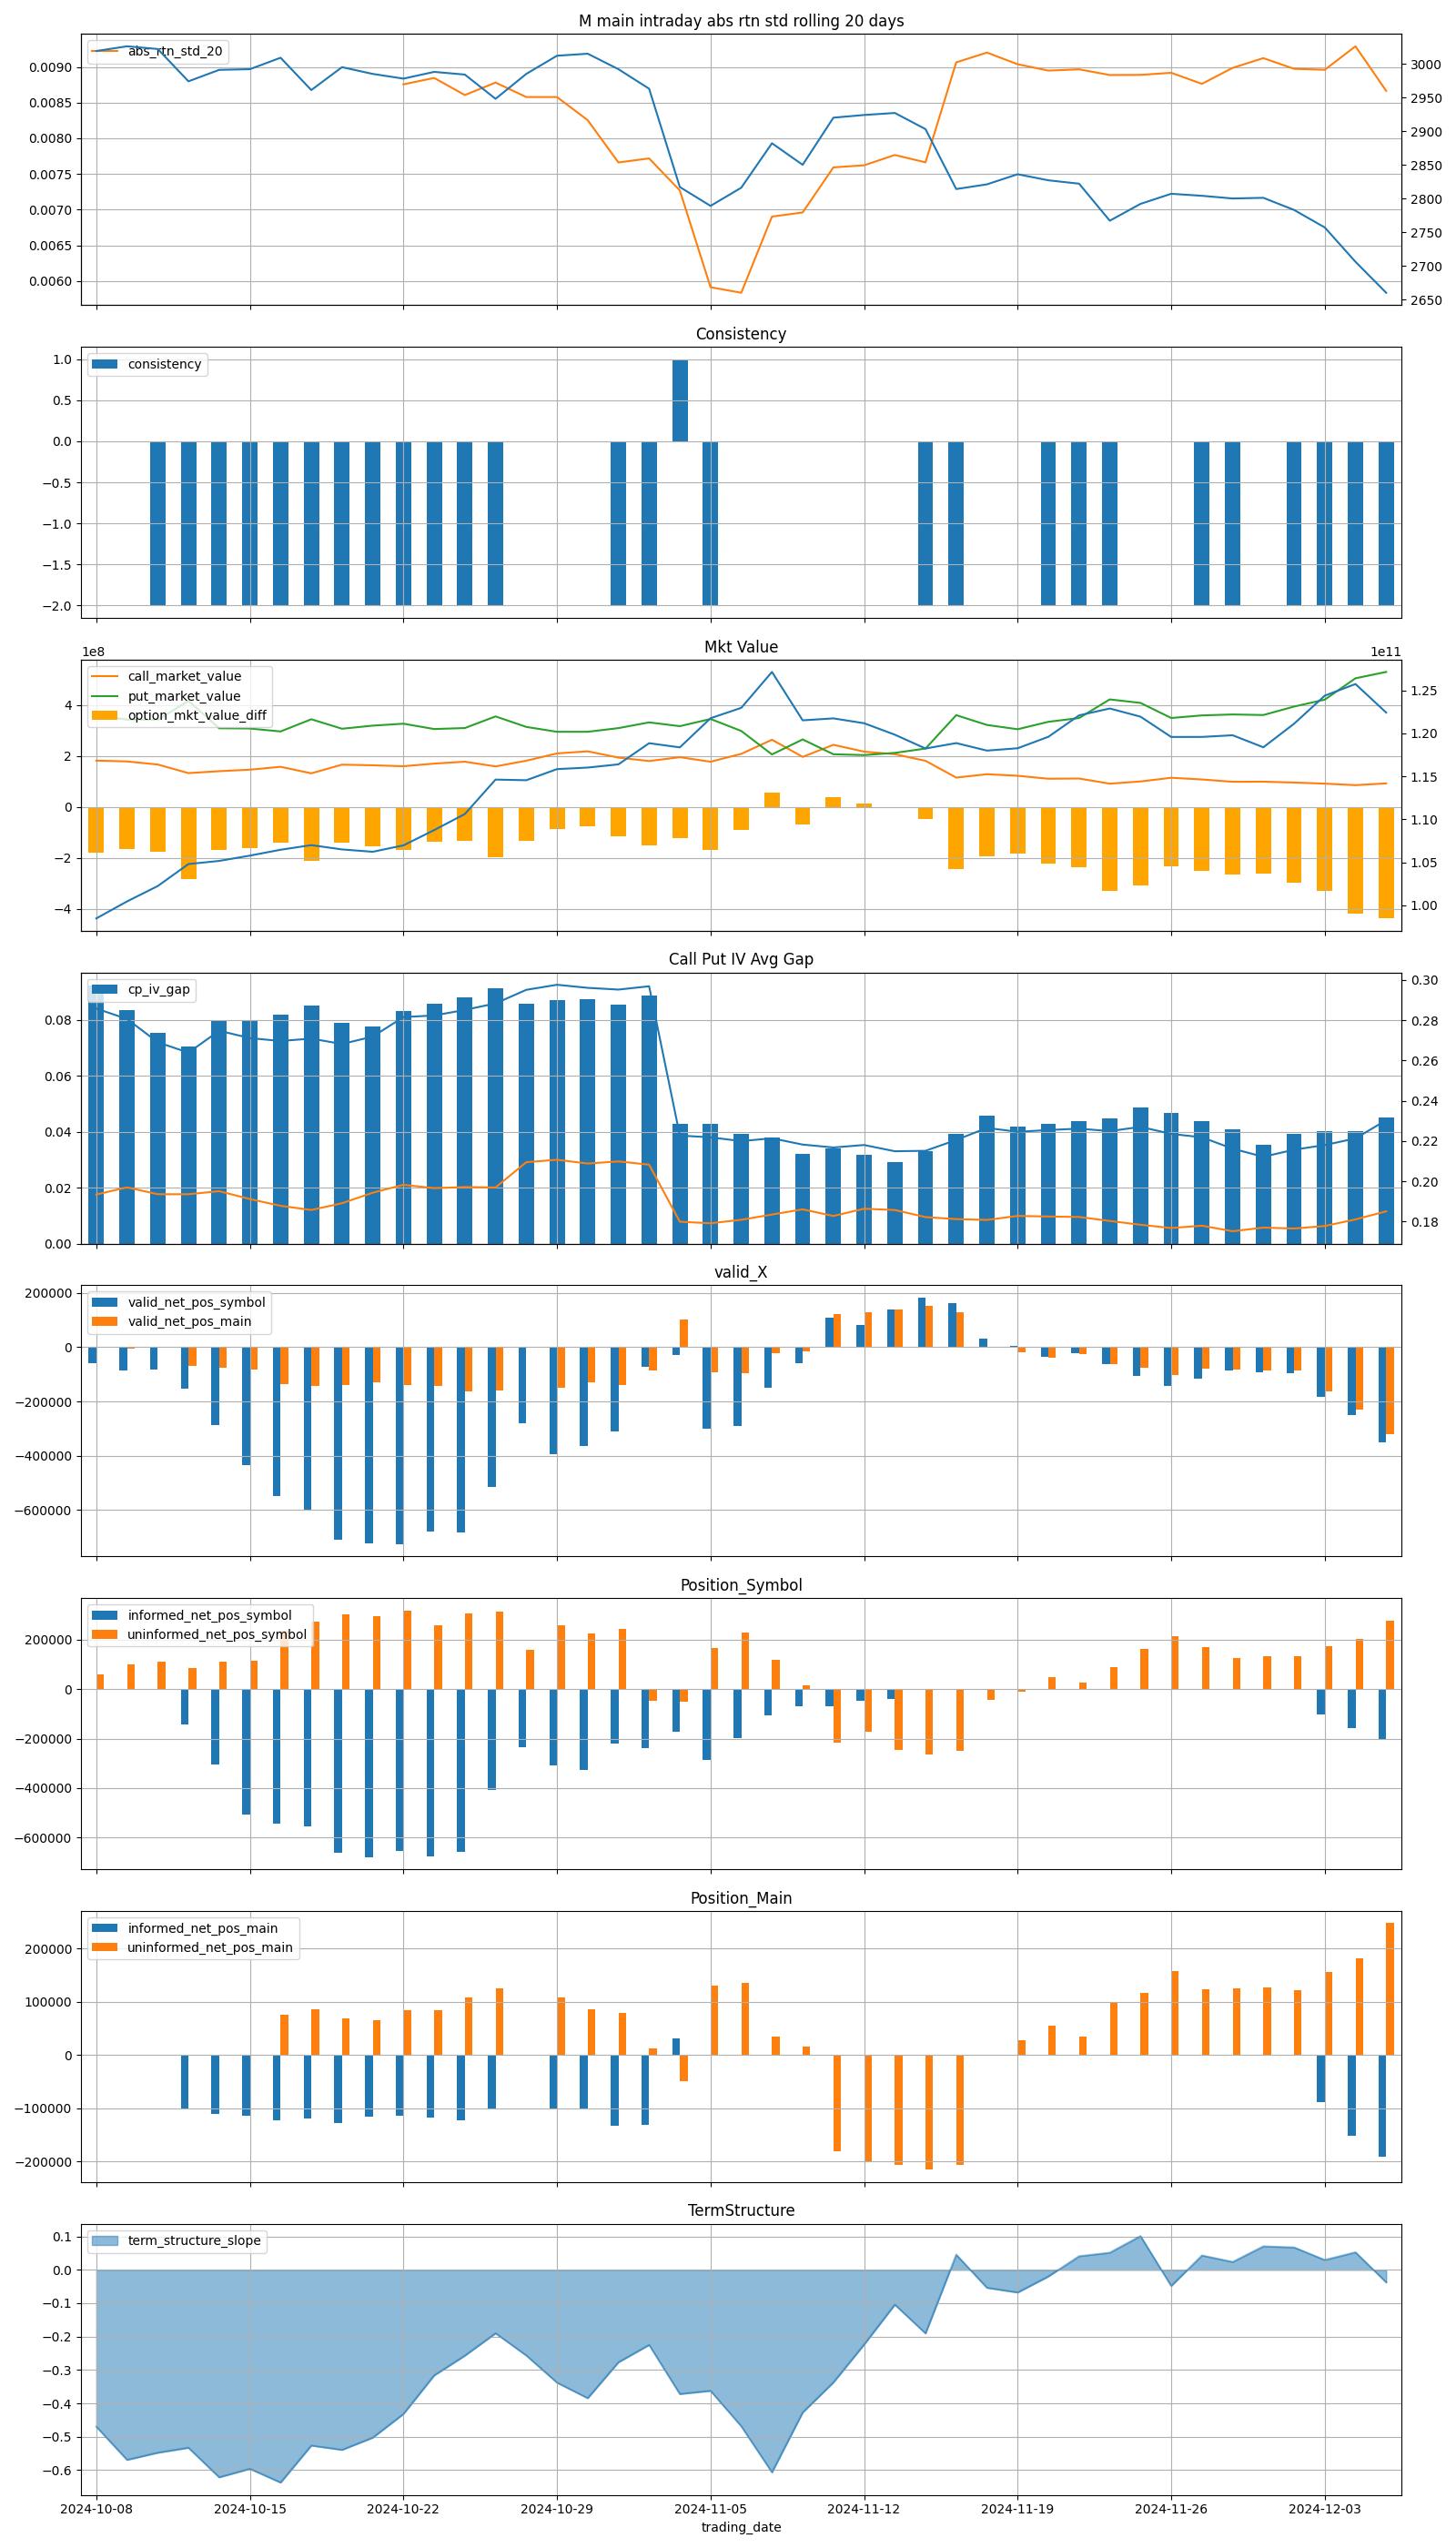 M main intraday abs rtn std rolling 20 days
abs_rtn_std_20
0.0090
0.0085
0.0080
0.0075
0.0070
0.0065
0.0060
3000
2950
2900
2850
2800
2750
2700
2650
Consistency
consistency
1.0
0.5
0.0
−0.5
−1.0
−1.5
−2.0
Mkt Value
1e8
1e11
call_market_value
put_market_value
option_mkt_value_diff
4
2
0
−2
−4
1.25
1.20
1.15
1.10
1.05
1.00
Call Put IV Avg Gap
cp_iv_gap
0.08
0.06
0.04
0.02
0.00
0.30
0.28
0.26
0.24
0.22
0.20
0.18
valid_X
valid_net_pos_symbol
valid_net_pos_main
200000
0
−200000
−400000
−600000
Position_Symbol
informed_net_pos_symbol
uninformed_net_pos_symbol
200000
0
−200000
−400000
−600000
Position_Main
informed_net_pos_main
uninformed_net_pos_main
200000
100000
0
−100000
−200000
TermStructure
term_structure_slope
0.1
0.0
−0.1
−0.2
−0.3
−0.4
−0.5
−0.6
2024-10-08 2024-10-15 2024-10-22 2024-10-29 2024-11-05 2024-11-12 2024-11-19 2024-11-26 2024-12-03
trading_date